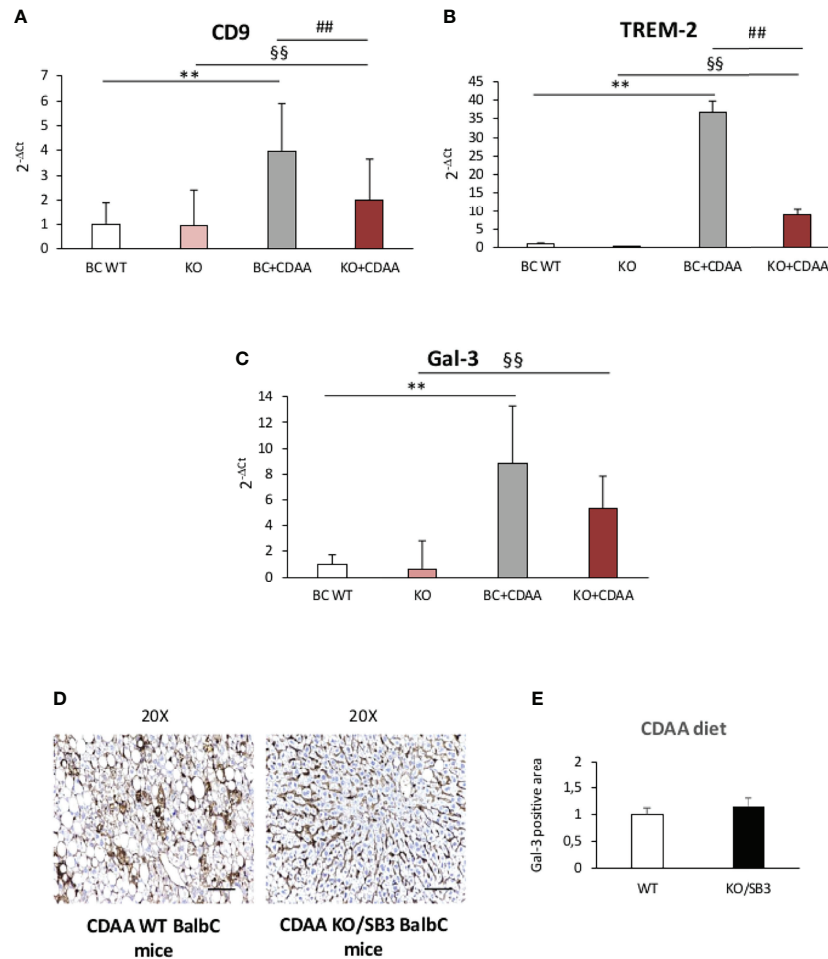 A
CD9
##
§§
**
7
6
5
4
3
2
1
0
2^-ΔCt
BC WT KO BC+CDAA KO+CDAA
B
TREM-2
##
§§
**
45
40
35
30
25
20
15
10
5
0
2^-ΔCt
BC WT KO BC+CDAA KO+CDAA
C
Gal-3
§§
**
14
12
10
8
6
4
2
0
2^-ΔCt
BC WT KO BC+CDAA KO+CDAA
D
20X 20X
CDAA WT BalbC
mice
CDAA KO/SB3 BalbC
mice
E
CDAA diet
2
1,5
1
0,5
0
Gal-3 positive area
WT KO/SB3